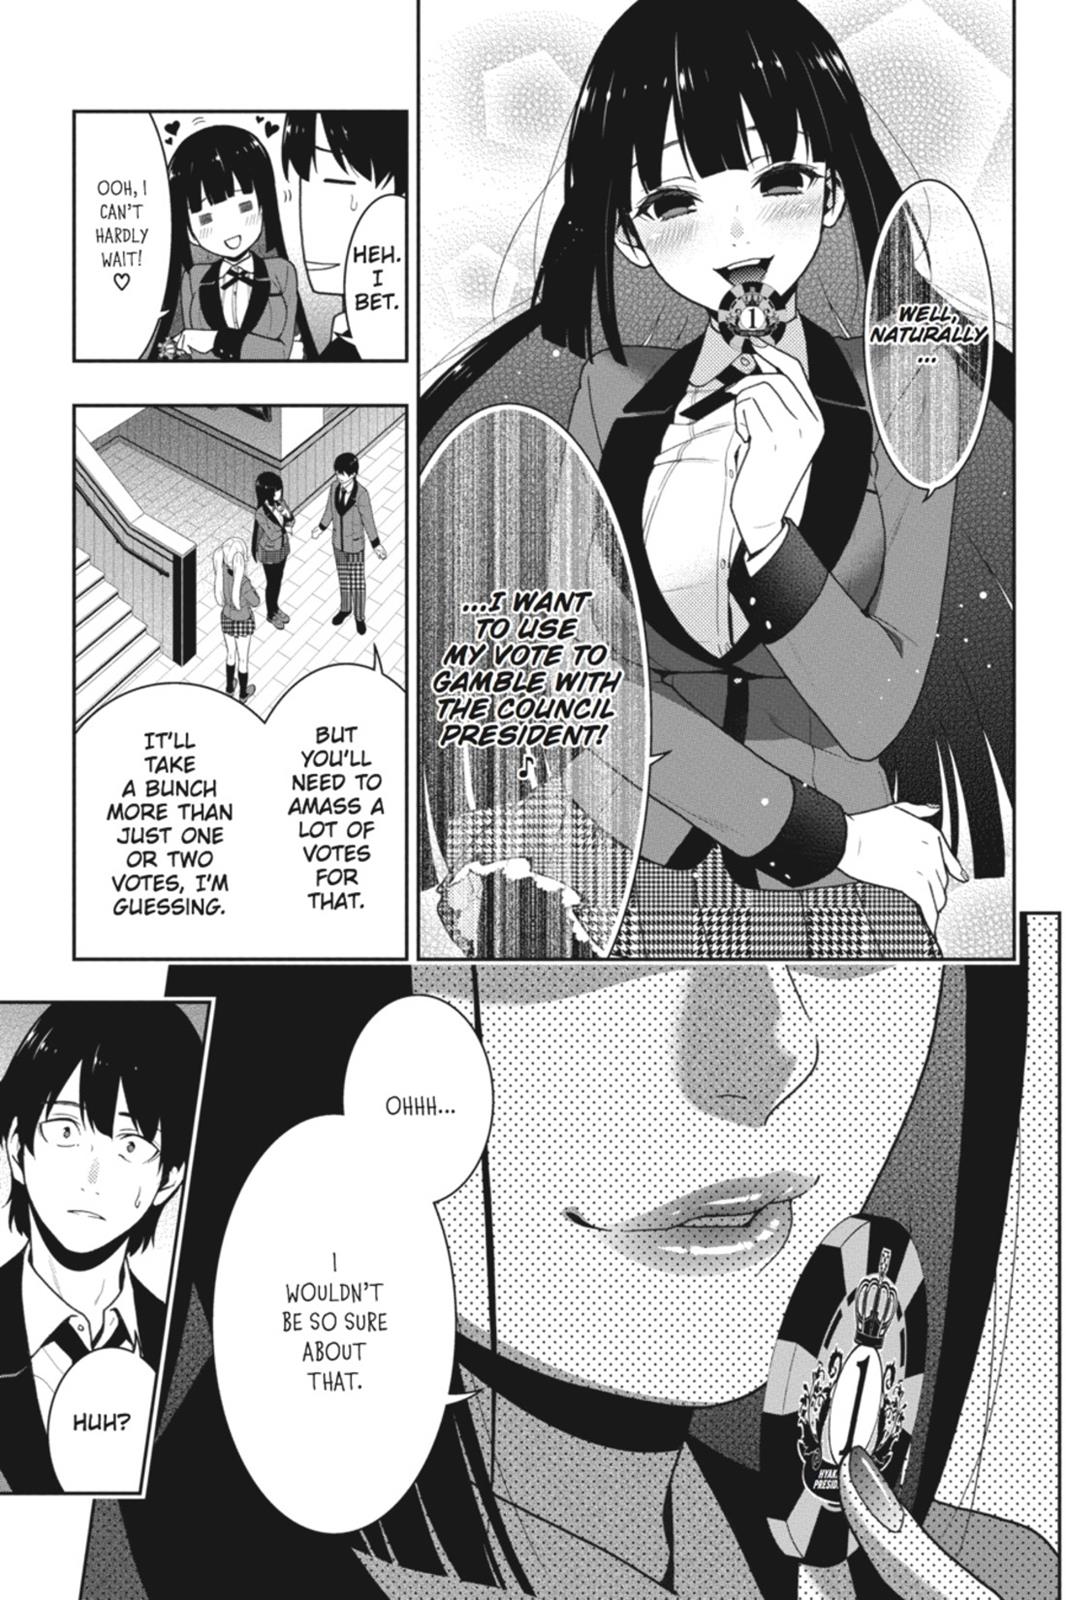 WELL,
NATURALLY
...
1
...I WANT
TO USE
MY VOTE TO
GAMBLE WITH
THE COUNCIL
PRESIDENT!
♪
HEH.
I
BET.
OOH, I
CAN'T
HARDLY
WAIT!
♡
BUT
YOU'LL
NEED TO
AMASS A
LOT OF
VOTES
FOR
THAT.
IT'LL
TAKE
A BUNCH
MORE THAN
JUST ONE
OR TWO
VOTES, I'M
GUESSING.
OHHH...
I
WOULDN'T
BE SO SURE
ABOUT
THAT.
1
HYAK
PRESID
HUH?